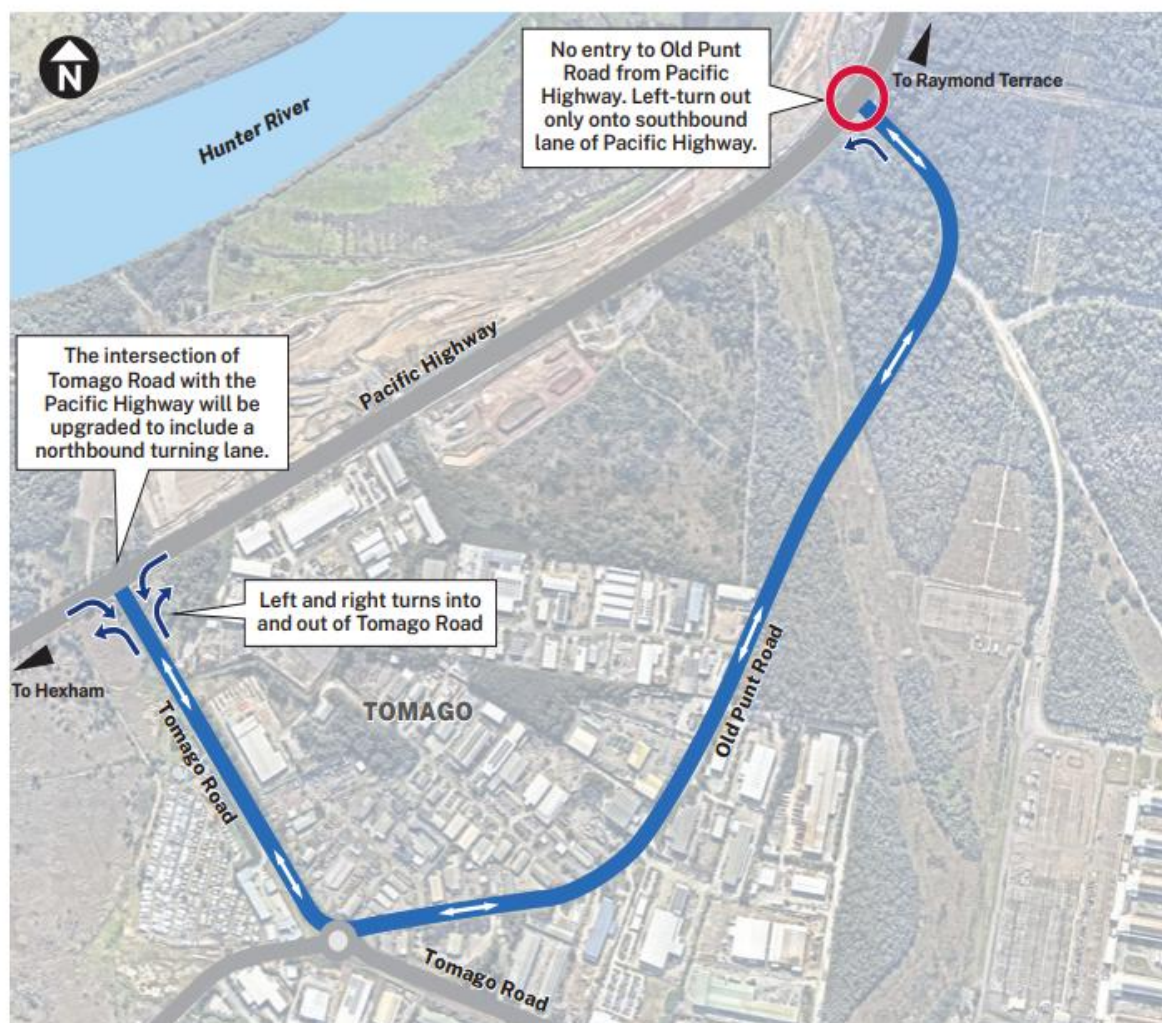 N
Hunter River
No entry to Old Punt
Road from Pacific
Highway. Left-turn out
only onto southbound
lane of Pacific Highway.
To Raymond Terrace
The intersection of
Tomago Road with the
Pacific Highway will be
upgraded to include a
northbound turning lane.
Pacific Highway
Left and right turns into
and out of Tomago Road
To Hexham
Tomago Road
TOMAGO
Old Punt Road
Tomago Road